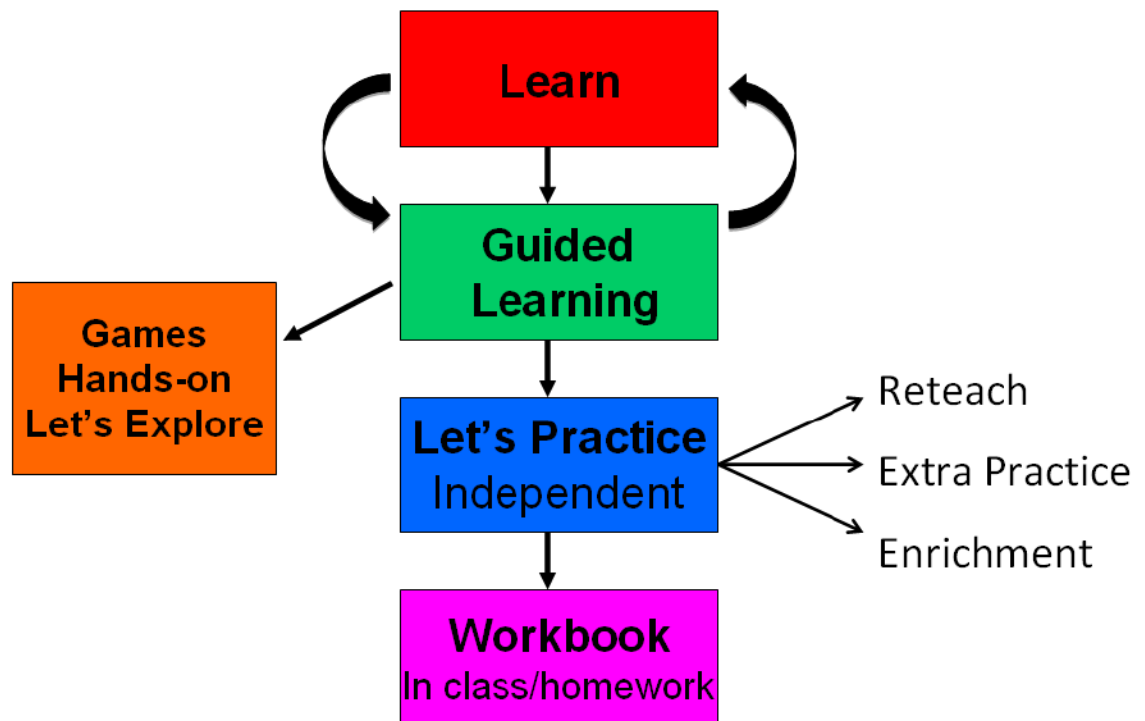 Learn
Guided
Learning
Games
Hands-on
Let's Explore
Let's Practice
Independent
Reteach
Extra Practice
Enrichment
Workbook
In class/homework